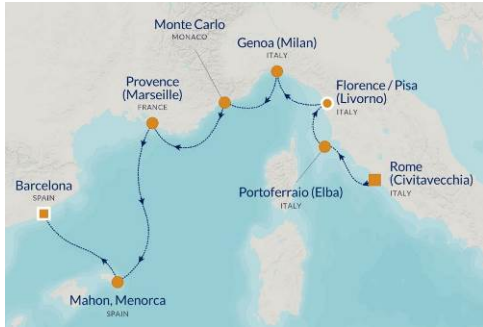 Monte Carlo
MONACO
Genoa (Milan)
ITALY
Provence
(Marseille)
FRANCE
Florence / Pisa
(Livorno)
ITALY
Barcelona
SPAIN
Portoferraio (Elba)
ITALY
Rome
(Civitavecchia)
ITALY
Mahon, Menorca
SPAIN